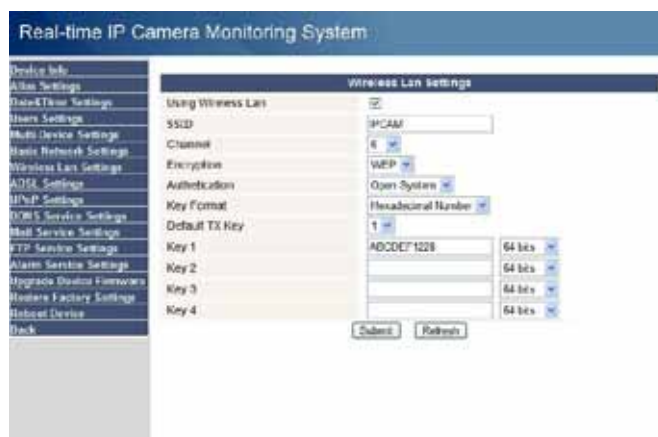 Real-time IP Camera Monitoring System
Device Info
Alias Settings
Date&Time Settings
Users Settings
Multi-Device Settings
Basic Network Settings
Wireless Lan Settings
ADSL Settings
UPnP Settings
DDNS Service Settings
Mail Service Settings
FTP Service Settings
Alarm Service Settings
Upgrade Device Firmware
Restore Factory Settings
Reboot Device
Back
Wireless Lan Settings
Using Wireless Lan
SSID IPCAM
Channel 6
Encryption WEP
Authetication Open System
Key Format Hexadecimal Number
Default TX Key 1
Key 1 64 bits
Key 2 64 bits
Key 3 64 bits
Key 4 64 bits
Submit Refresh